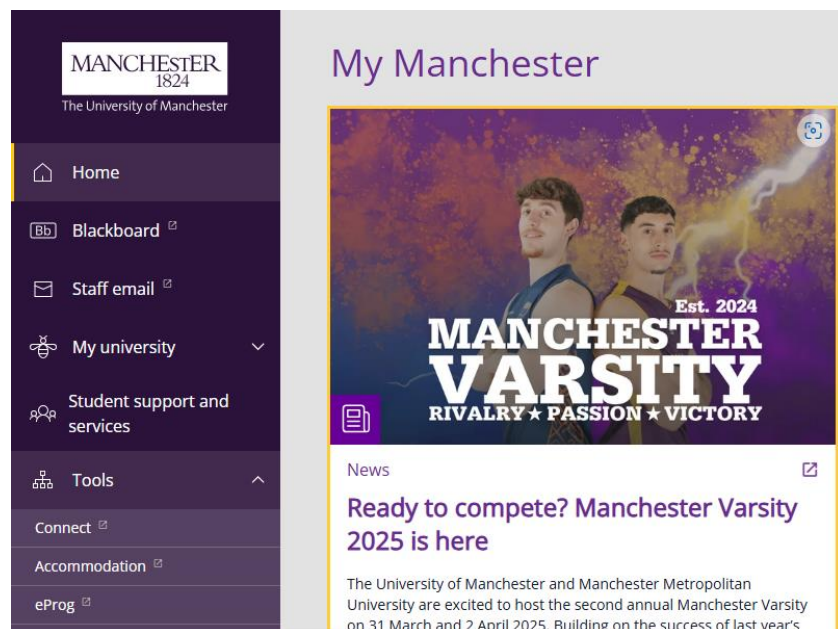 MANCHESTER
1824
The University of Manchester
Home
Bb Blackboard
Staff email
My university
Student support and
services
Tools
Connect
Accommodation
eProg
My Manchester
Est. 2024
MANCHESTER
VARSITY
RIVALRY ★ PASSION ★ VICTORY
News
Ready to compete? Manchester Varsity
2025 is here
The University of Manchester and Manchester Metropolitan
University are excited to host the second annual Manchester Varsity
on 31 March and 2 April 2025. Building on the success of last year's